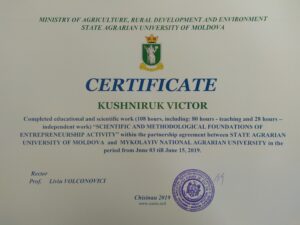 MINISTRY OF AGRICULTURE, RURAL DEVELOPMENT AND ENVIRONMENT
STATE AGRARIAN UNIVERSITY OF MOLDOVA
CERTIFICATE
KUSHNIRUK VICTOR
Completed educational and scientific work (108 hours, including: 80 hours - teaching and 28 hours –
independent work) "SCIENTIFIC AND METHODOLOGICAL FOUNDATIONS OF
ENTREPRENEURSHIP ACTIVITY" within the partnership agreement between STATE AGRARIAN
UNIVERSITY OF MOLDOVA and MYKOLAYIV NATIONAL AGRARIAN UNIVERSITY in the
period from June 03 till June 15, 2019.
Rector
Prof. Liviu VOLCONOVICI
Chisinau 2019